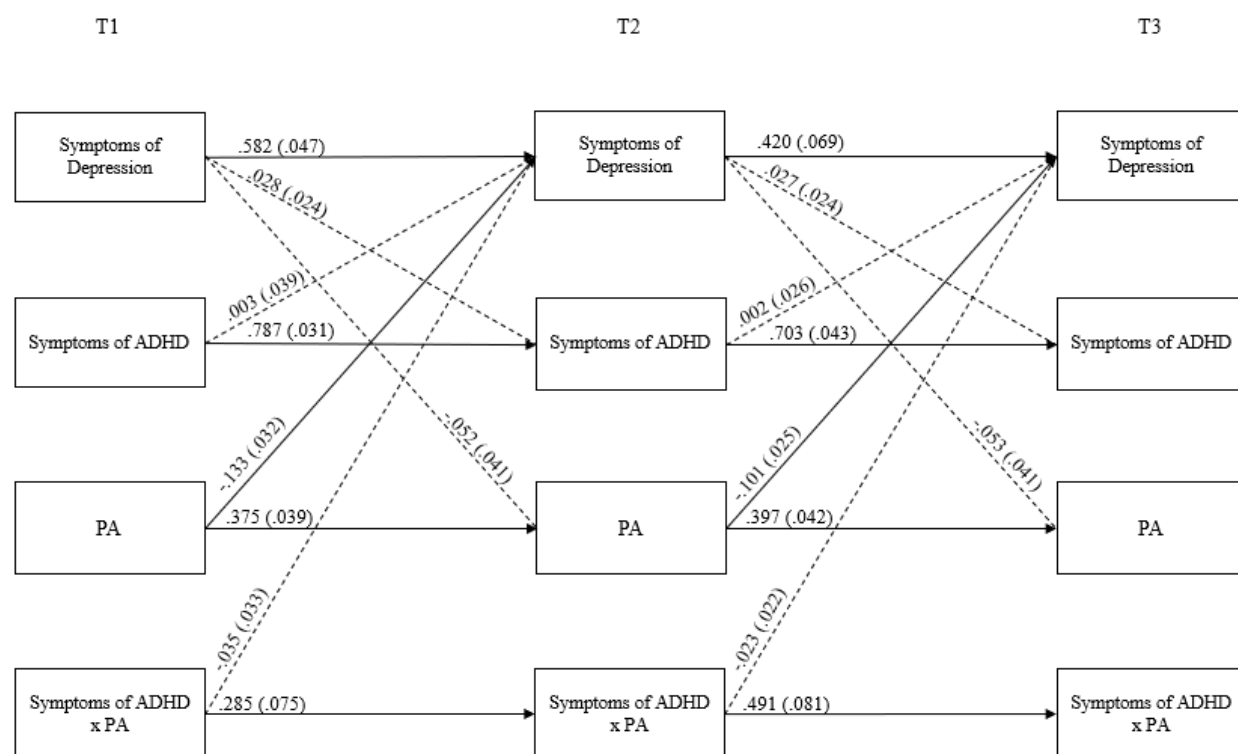 T1
T2
T3
Symptoms of
Depression
.582 (.047)
Symptoms of
Depression
.420 (.069)
Symptoms of
Depression
.028 (.024)
.027 (.024)
.003 (.039)
.002 (.026)
Symptoms of ADHD
.787 (.031)
Symptoms of ADHD
.703 (.043)
Symptoms of ADHD
-.133 (.032)
-.052 (.041)
-.101 (.025)
-.053 (.041)
PA
.375 (.039)
PA
.397 (.042)
PA
-.035 (.033)
-.023 (.022)
Symptoms of ADHD
x PA
.285 (.075)
Symptoms of ADHD
x PA
.491 (.081)
Symptoms of ADHD
x PA